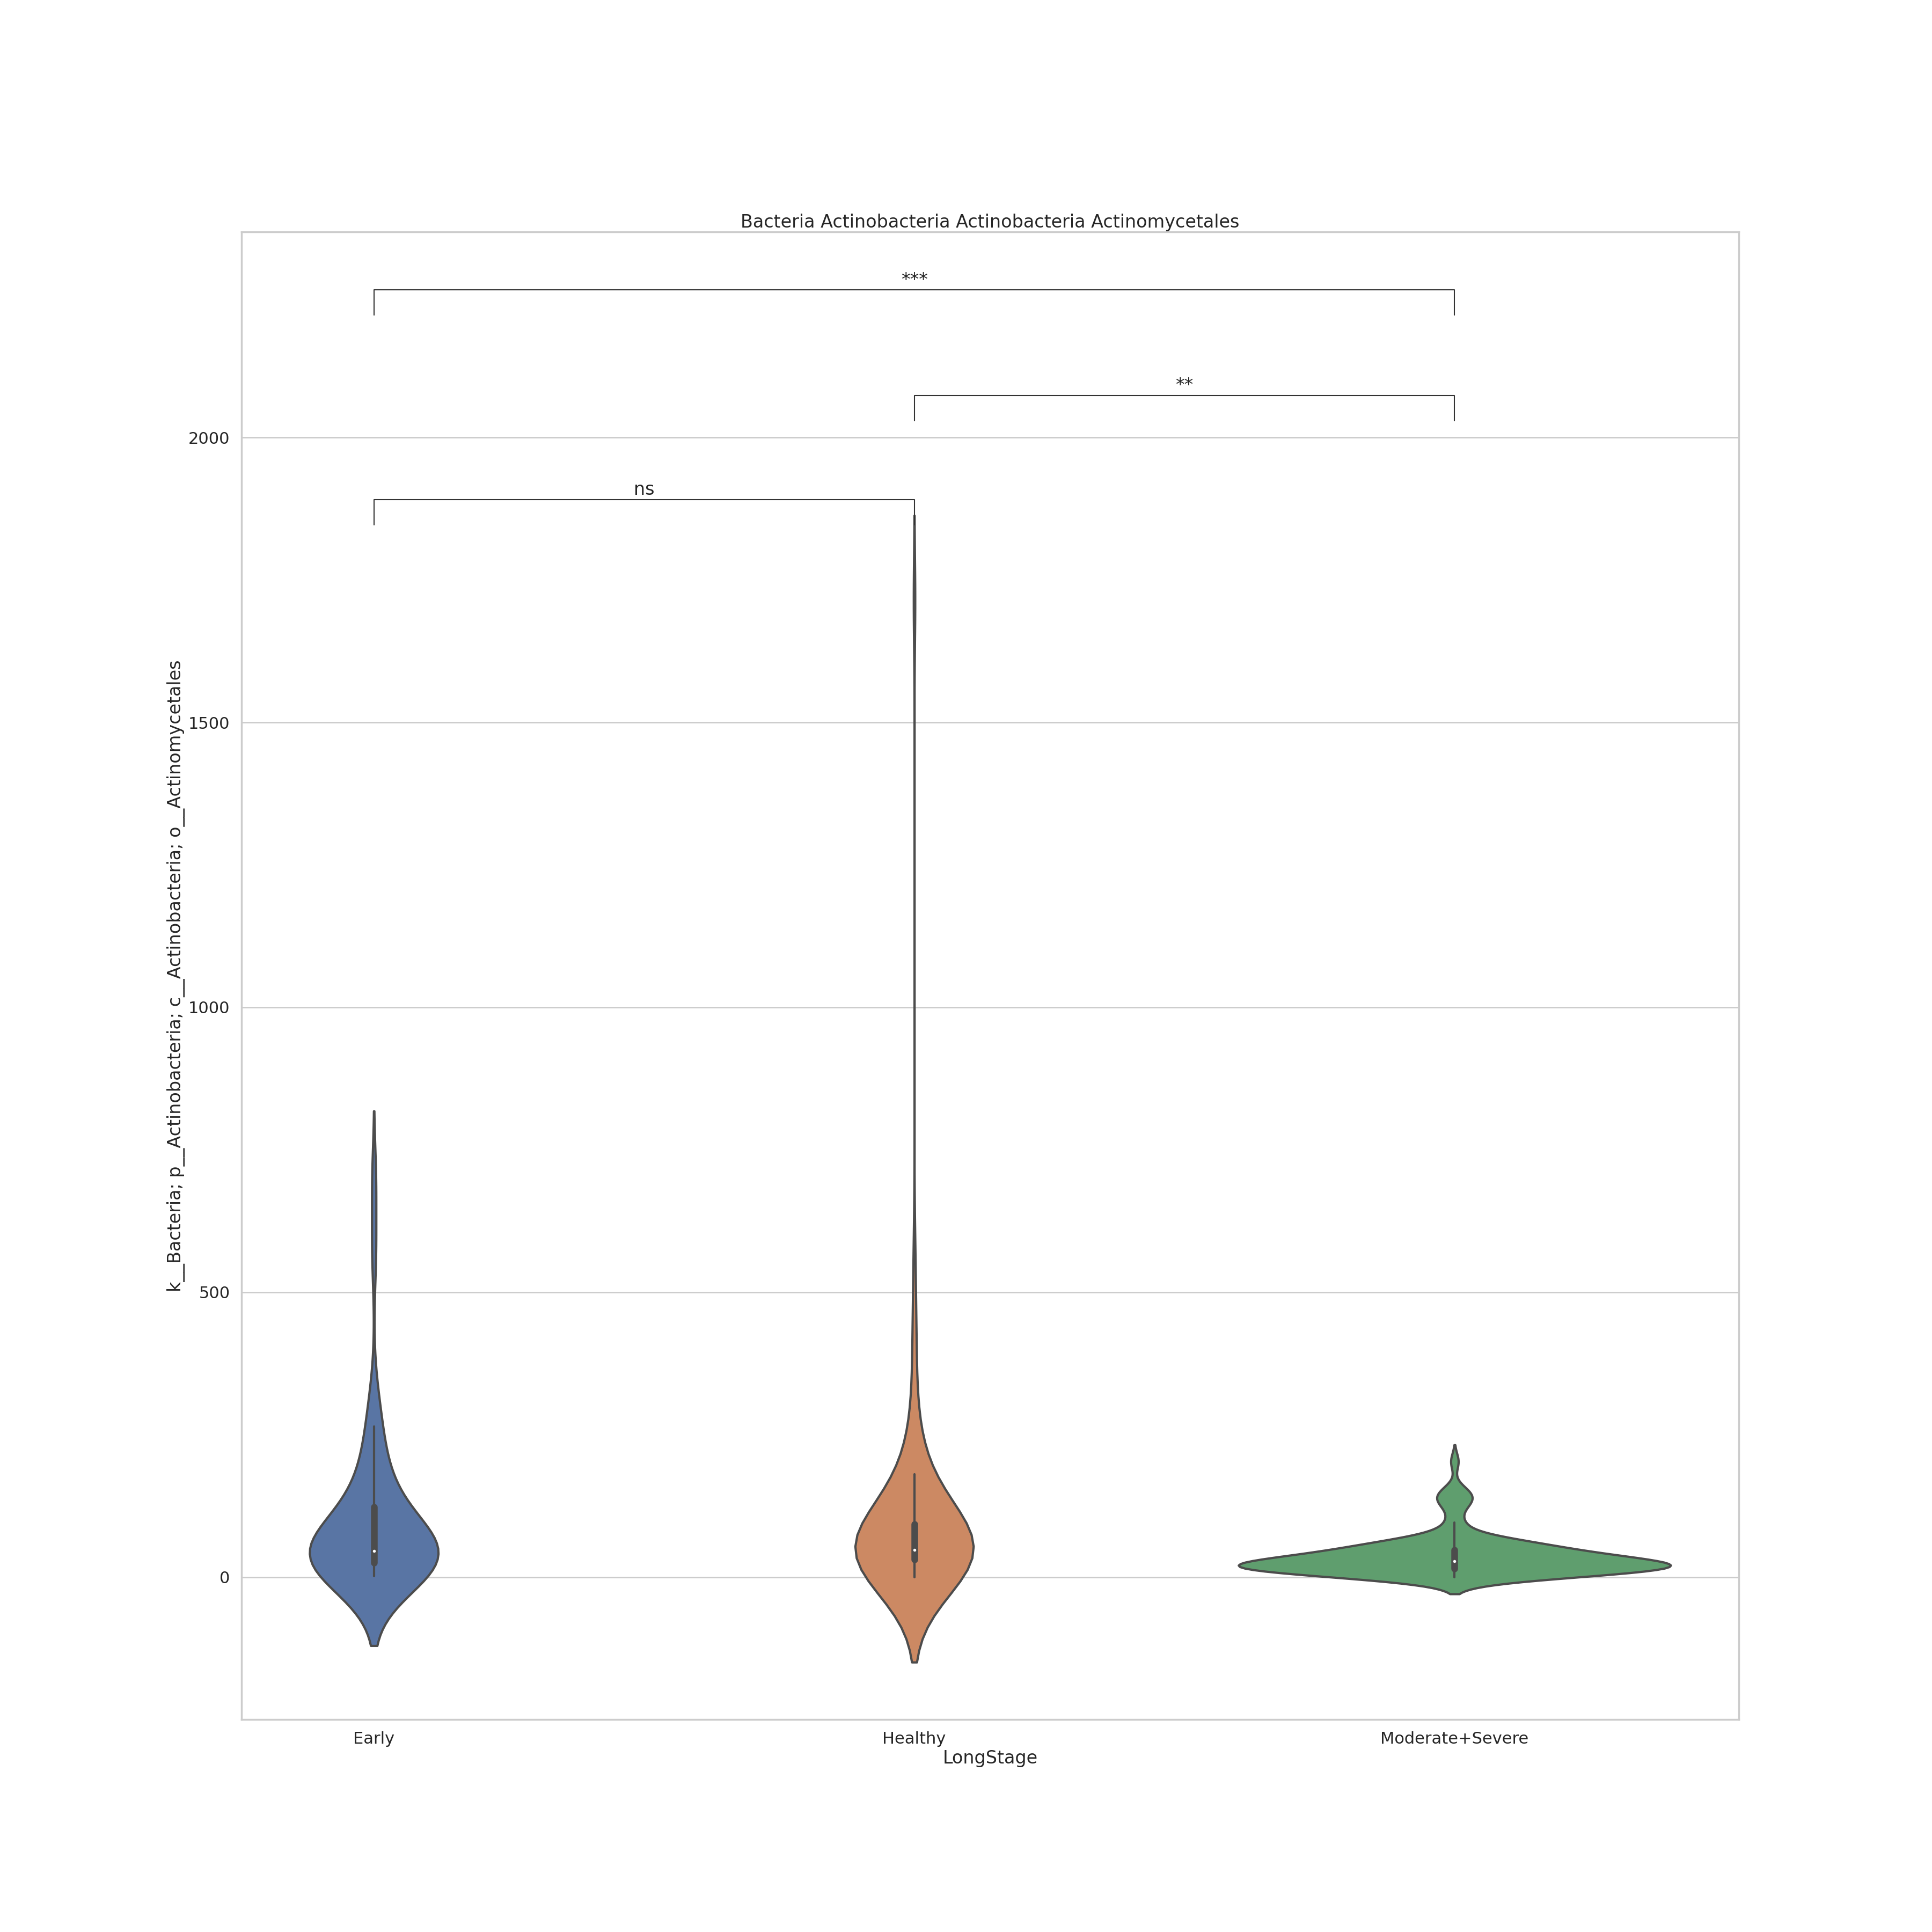 Bacteria Actinobacteria Actinobacteria Actinomycetales
***
**
ns
2000
1500
1000
500
0
k__Bacteria; p__Actinobacteria; c__Actinobacteria; o__Actinomycetales
Early
Healthy
Moderate+Severe
LongStage